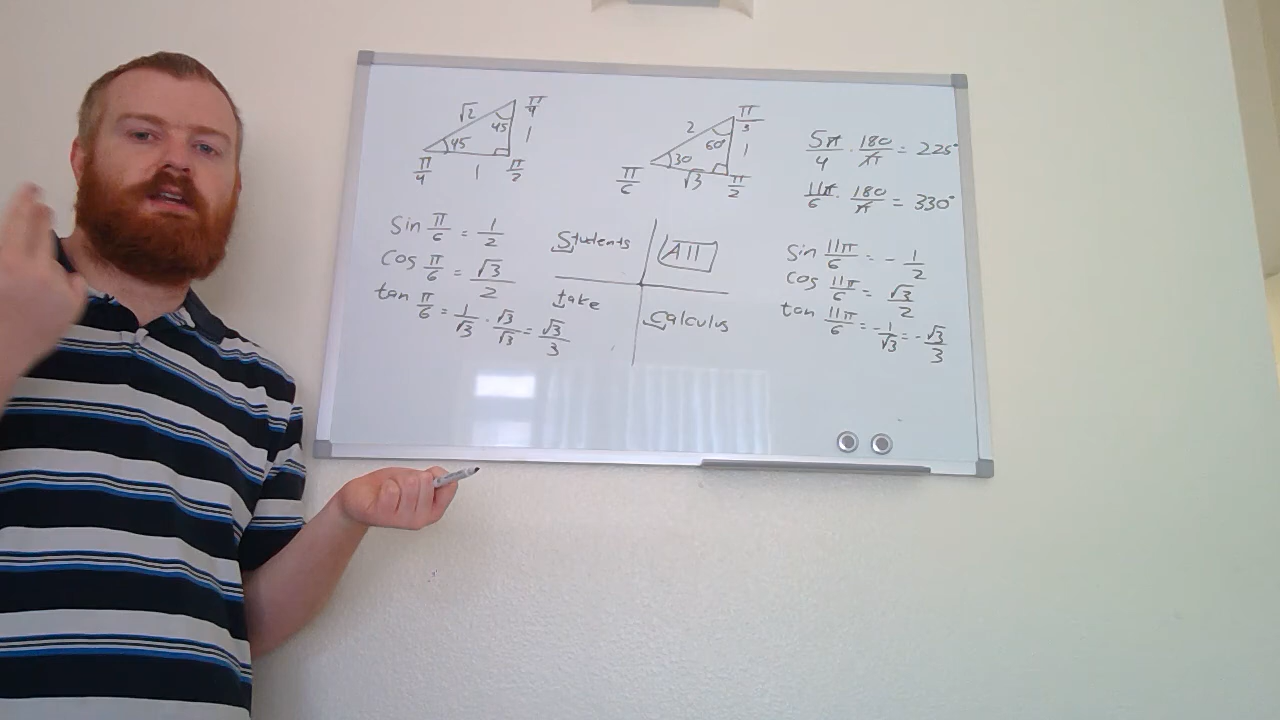 √2 π/4
45
45 1
π/4 1 π/2
2 π/3
60°
30 1
π/6 √3 π/2
5π/4 · 180/π = 225°
11π/6 · 180/π = 330°
sin π/6 = 1/2
cos π/6 = √3/2
tan π/6 = 1/√3 · √3/√3 = √3/3
Students All
take Calculus
sin 11π/6 = - 1/2
cos 11π/6 = √3/2
tan 11π/6 = -1/√3 = -√3/3